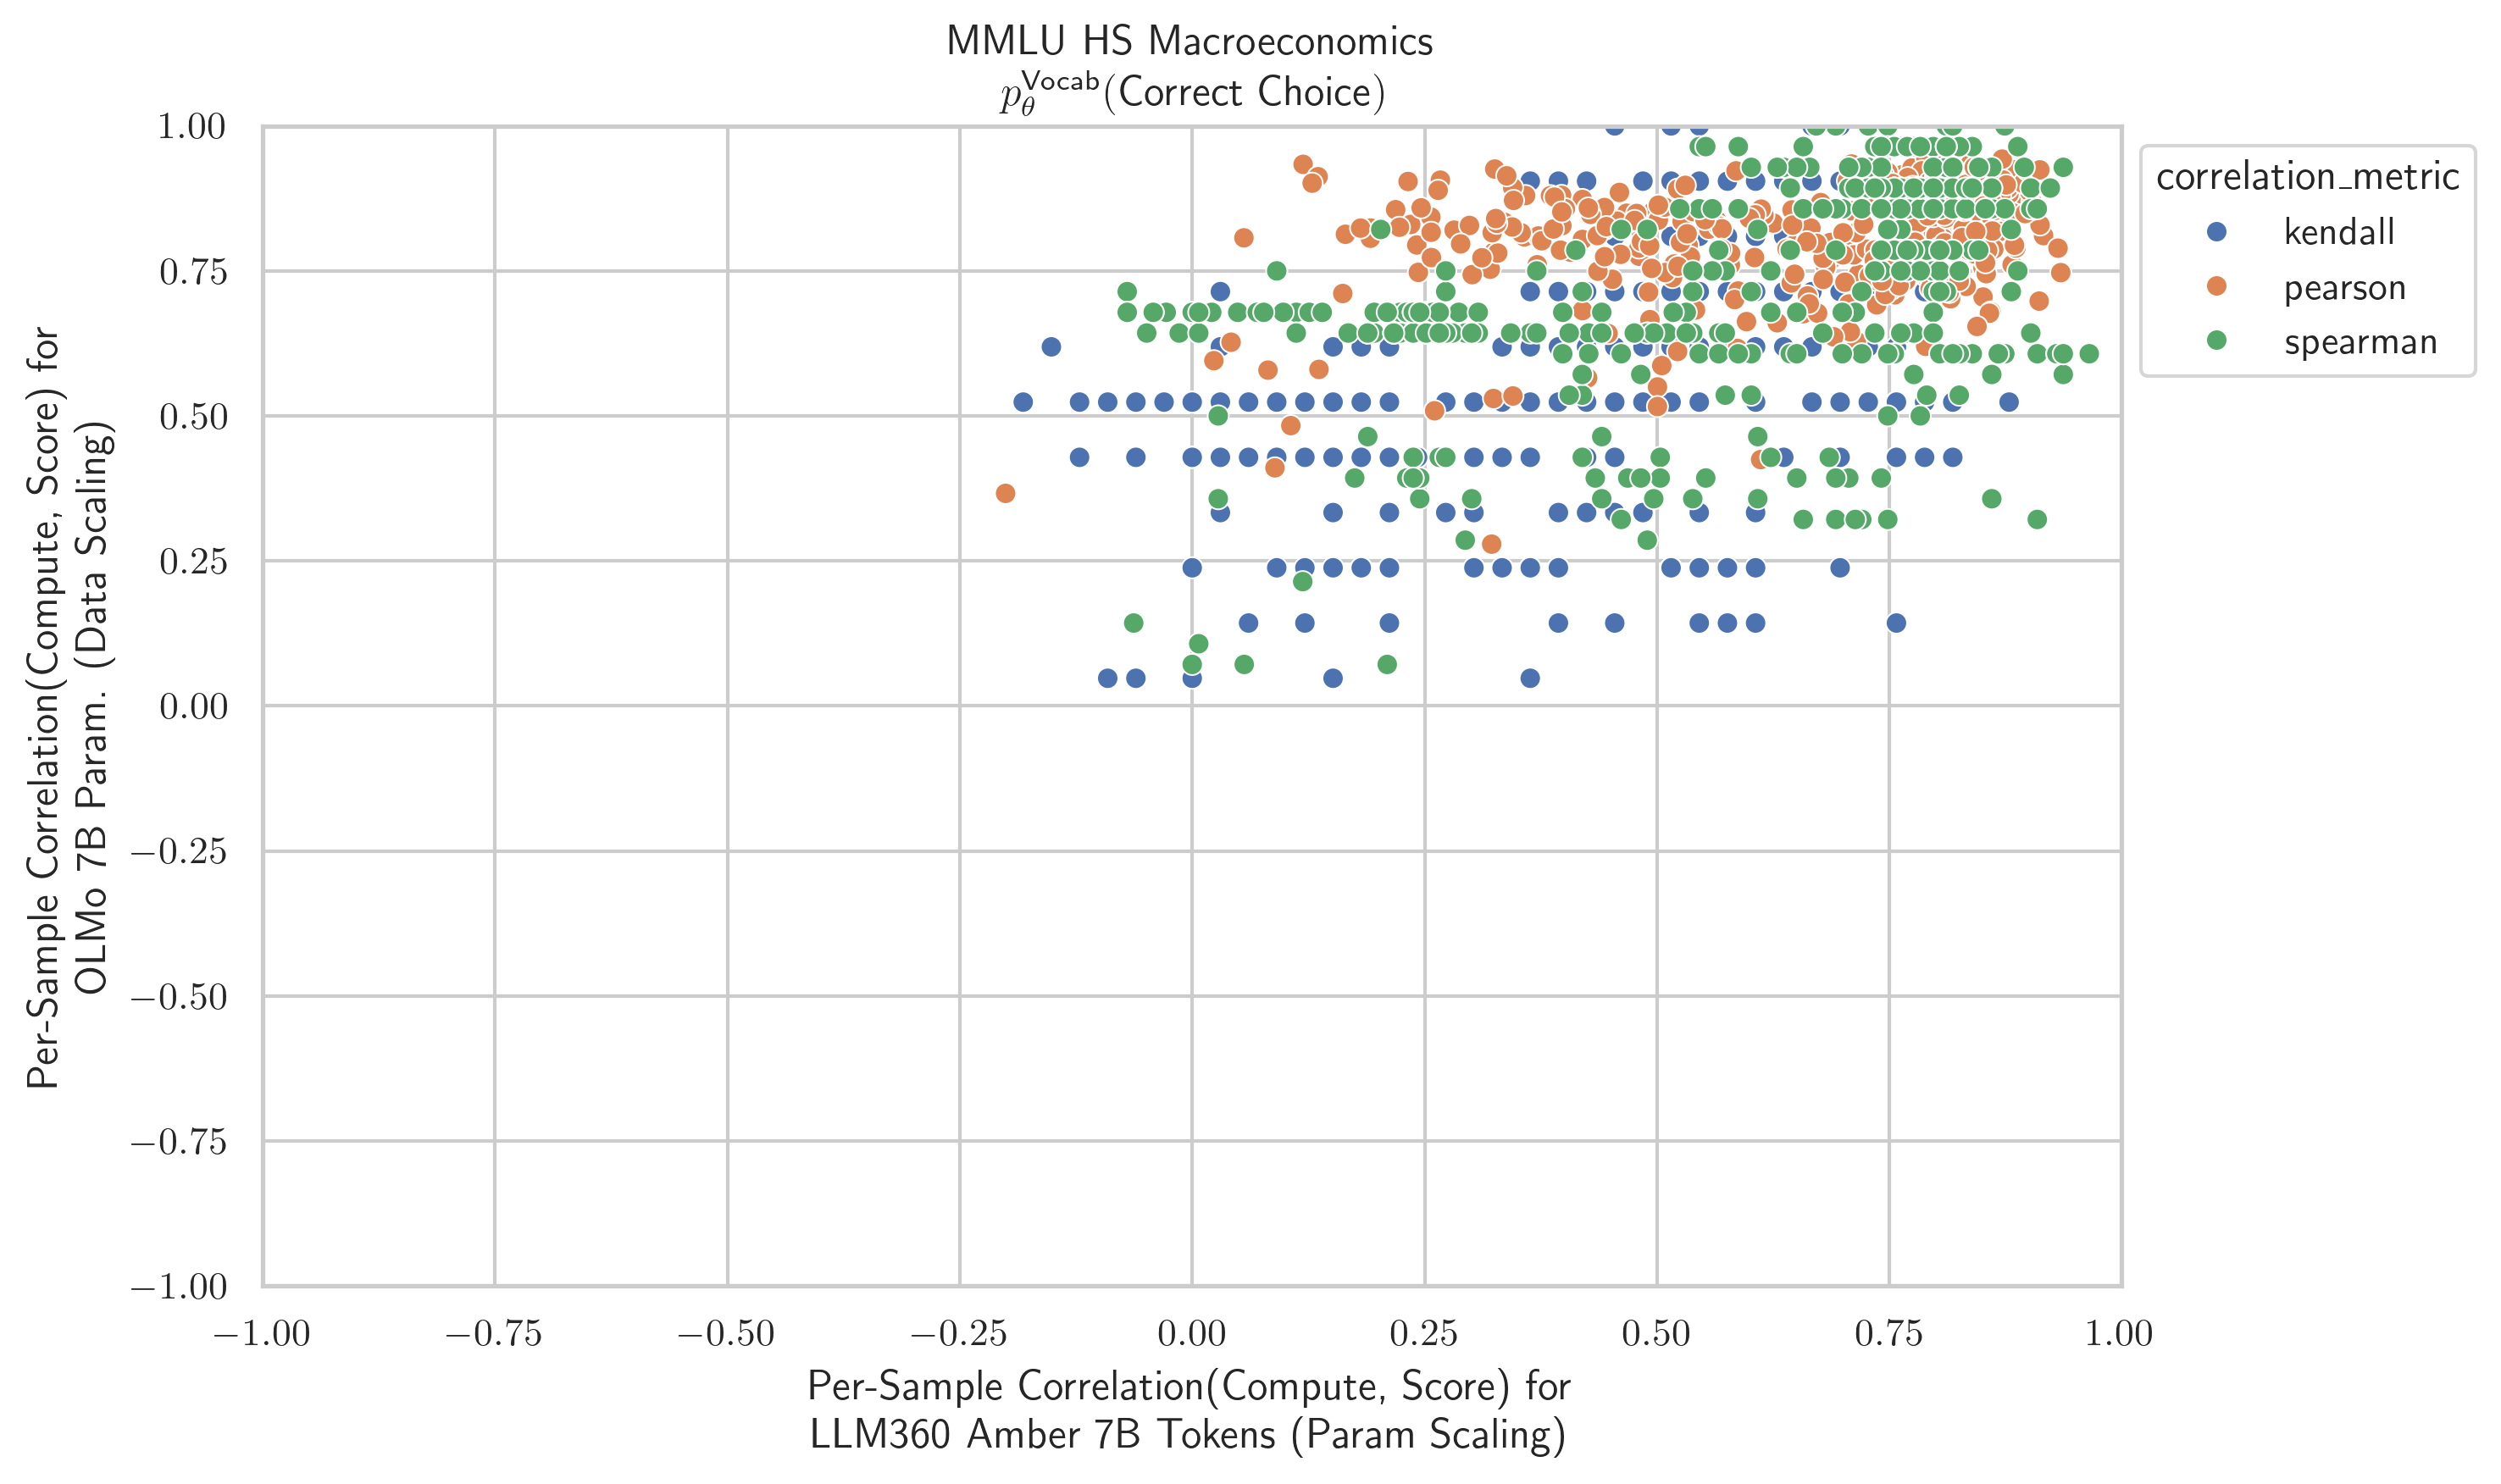 MMLU HS Macroeconomics
p_θ^Vocab(Correct Choice)
Per-Sample Correlation(Compute, Score) for
OLMo 7B Param. (Data Scaling)
1.00
0.75
0.50
0.25
0.00
−0.25
−0.50
−0.75
−1.00
−1.00 −0.75 −0.50 −0.25 0.00 0.25 0.50 0.75 1.00
Per-Sample Correlation(Compute, Score) for
LLM360 Amber 7B Tokens (Param Scaling)
correlation_metric
kendall
pearson
spearman